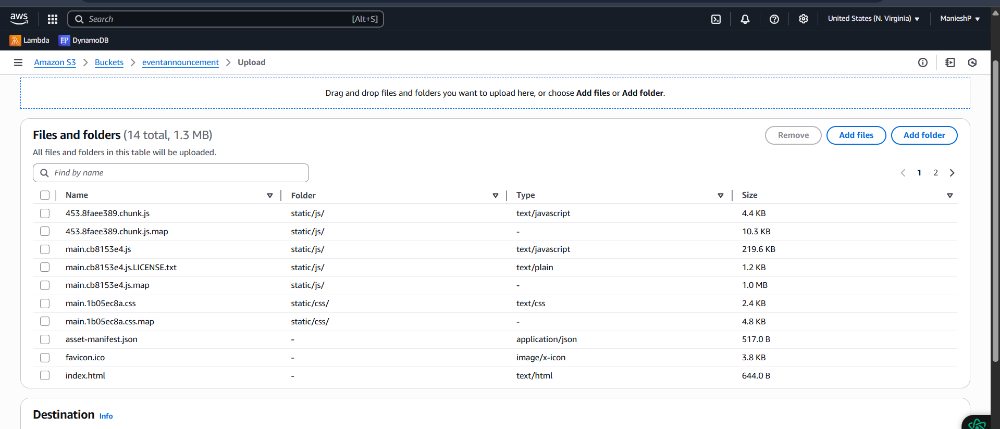 aws Search [Alt+S] United States (N. Virginia) ManieshP
Lambda DynamoDB
Amazon S3 Buckets eventannouncement Upload
Drag and drop files and folders you want to upload here, or choose Add files or Add folder.
Files and folders (14 total, 1.3 MB) Remove Add files Add folder
All files and folders in this table will be uploaded.
Find by name 1 2
Name Folder Type Size
453.8faee389.chunk.js static/js/ text/javascript 4.4 KB
453.8faee389.chunk.js.map static/js/ - 10.3 KB
main.cb8153e4.js static/js/ text/javascript 219.6 KB
main.cb8153e4.js.LICENSE.txt static/js/ text/plain 1.2 KB
main.cb8153e4.js.map static/js/ - 1.0 MB
main.1b05ec8a.css static/css/ text/css 2.4 KB
main.1b05ec8a.css.map static/css/ - 4.8 KB
asset-manifest.json - application/json 517.0 B
favicon.ico - image/x-icon 3.8 KB
index.html - text/html 644.0 B
Destination Info